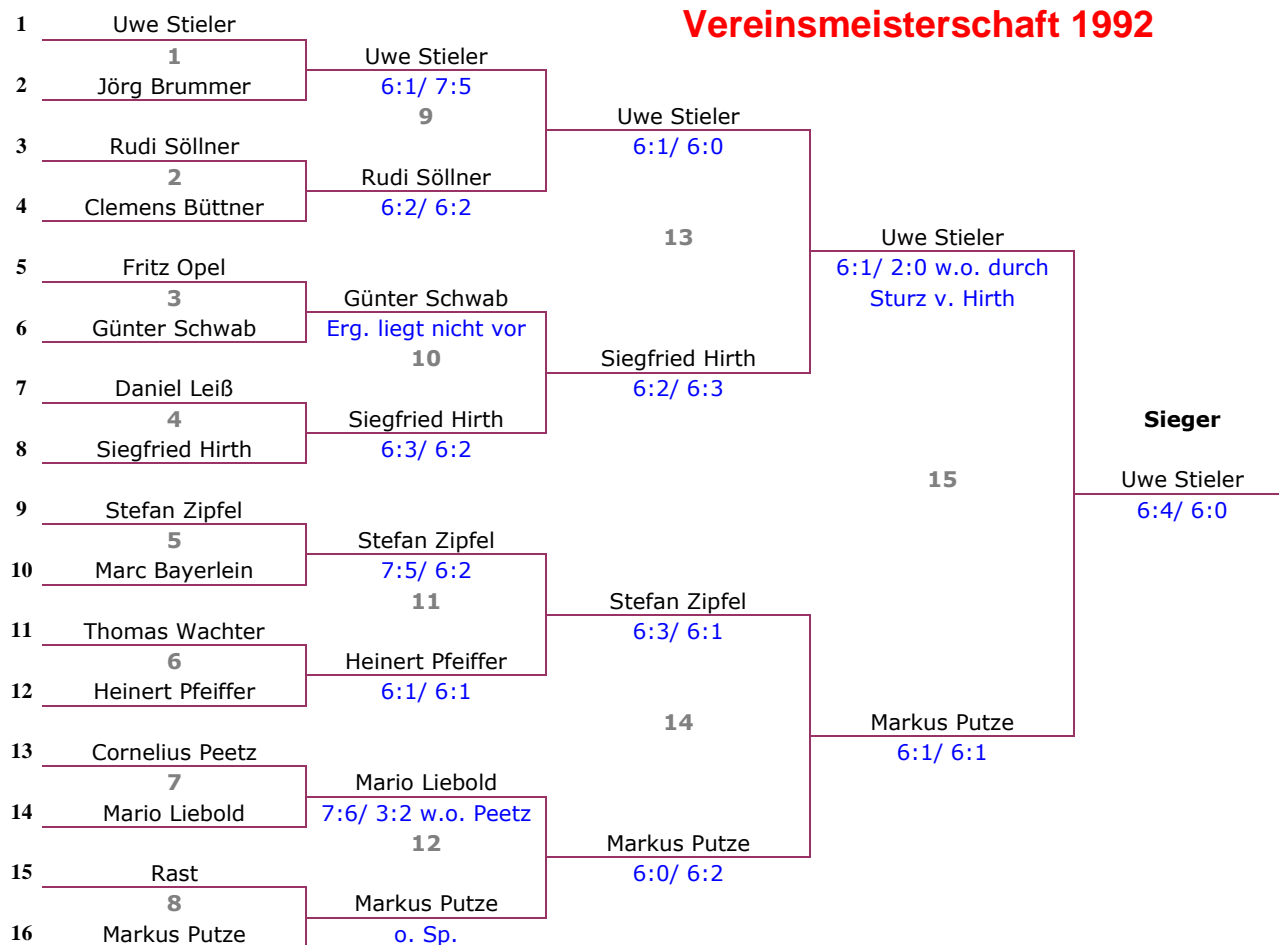 Vereinsmeisterschaft 1992
1 Uwe Stieler
1
2 Jörg Brummer
3 Rudi Söllner
2
4 Clemens Büttner
5 Fritz Opel
3
6 Günter Schwab
7 Daniel Leiß
4
8 Siegfried Hirth
9 Stefan Zipfel
5
10 Marc Bayerlein
11 Thomas Wachter
6
12 Heinert Pfeiffer
13 Cornelius Peetz
7
14 Mario Liebold
15 Rast
8
16 Markus Putze
Uwe Stieler
6:1/ 7:5
9
Rudi Söllner
6:2/ 6:2
Günter Schwab
Erg. liegt nicht vor
10
Siegfried Hirth
6:3/ 6:2
Stefan Zipfel
7:5/ 6:2
11
Heinert Pfeiffer
6:1/ 6:1
Mario Liebold
7:6/ 3:2 w.o. Peetz
12
Markus Putze
o. Sp.
Uwe Stieler
6:1/ 6:0
13
Siegfried Hirth
6:2/ 6:3
Stefan Zipfel
6:3/ 6:1
14
Markus Putze
6:0/ 6:2
Uwe Stieler
6:1/ 2:0 w.o. durch
Sturz v. Hirth
15
Markus Putze
6:1/ 6:1
Sieger
Uwe Stieler
6:4/ 6:0